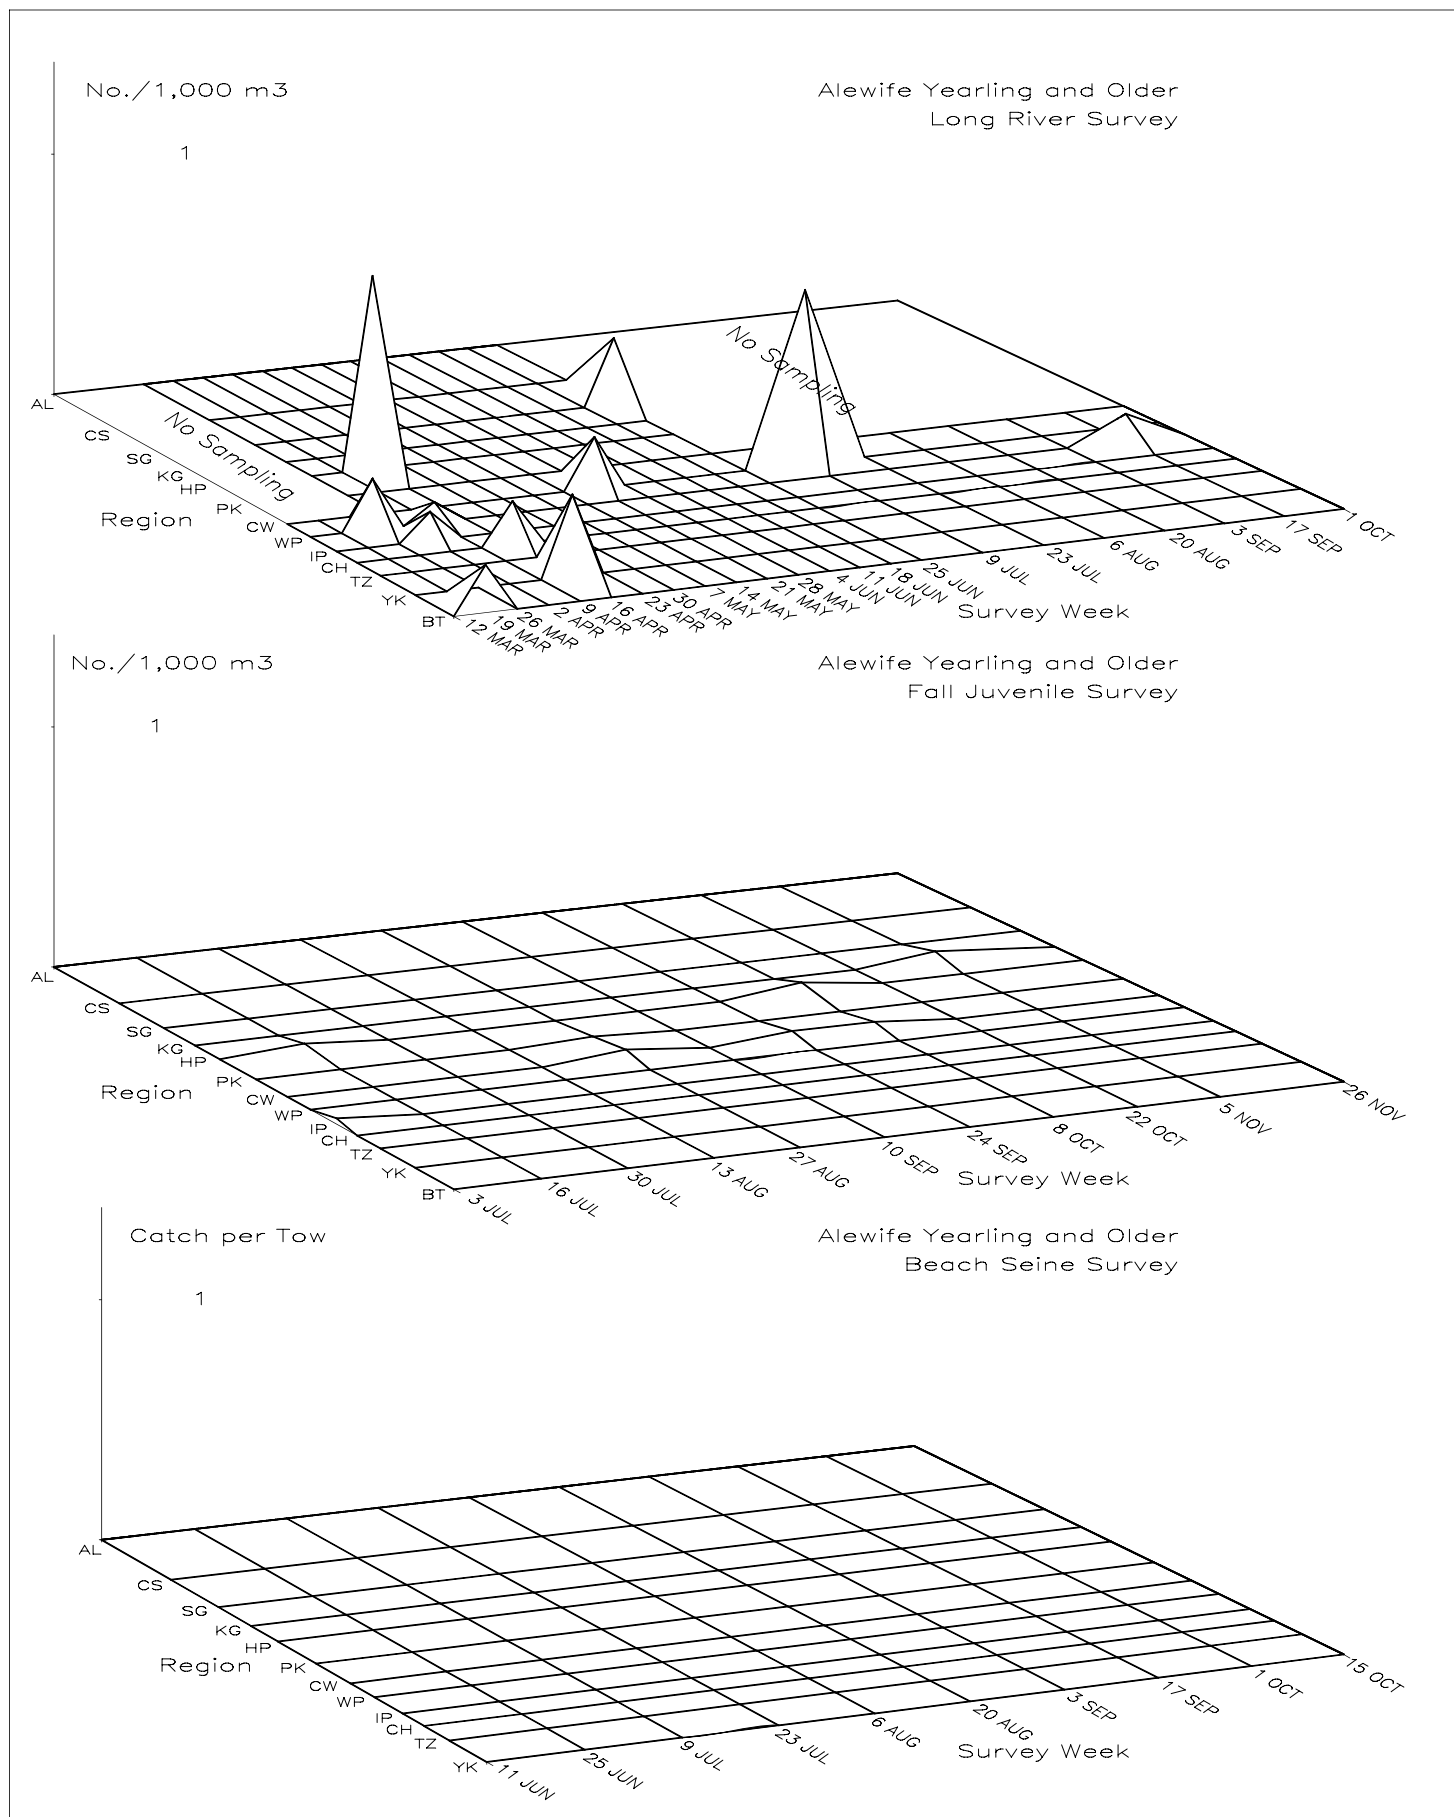 No./1,000 m3
Alewife Yearling and Older
Long River Survey
1
No Sampling
AL
CS
SG
KG
HP
PK
CW
WP
IP
CH
TZ
YK
BT
No Sampling
Region
12 MAR
19 MAR
26 MAR
2 APR
9 APR
16 APR
23 APR
30 APR
7 MAY
14 MAY
21 MAY
28 MAY
4 JUN
11 JUN
18 JUN
25 JUN
9 JUL
23 JUL
6 AUG
20 AUG
3 SEP
17 SEP
1 OCT
Survey Week
No./1,000 m3
Alewife Yearling and Older
Fall Juvenile Survey
1
AL
CS
SG
KG
HP
PK
CW
WP
IP
CH
TZ
YK
BT
Region
3 JUL
16 JUL
30 JUL
13 AUG
27 AUG
10 SEP
24 SEP
8 OCT
22 OCT
5 NOV
26 NOV
Survey Week
Catch per Tow
Alewife Yearling and Older
Beach Seine Survey
1
AL
CS
SG
KG
HP
PK
CW
WP
IP
CH
TZ
YK
Region
11 JUN
25 JUN
9 JUL
23 JUL
6 AUG
20 AUG
3 SEP
17 SEP
1 OCT
15 OCT
Survey Week